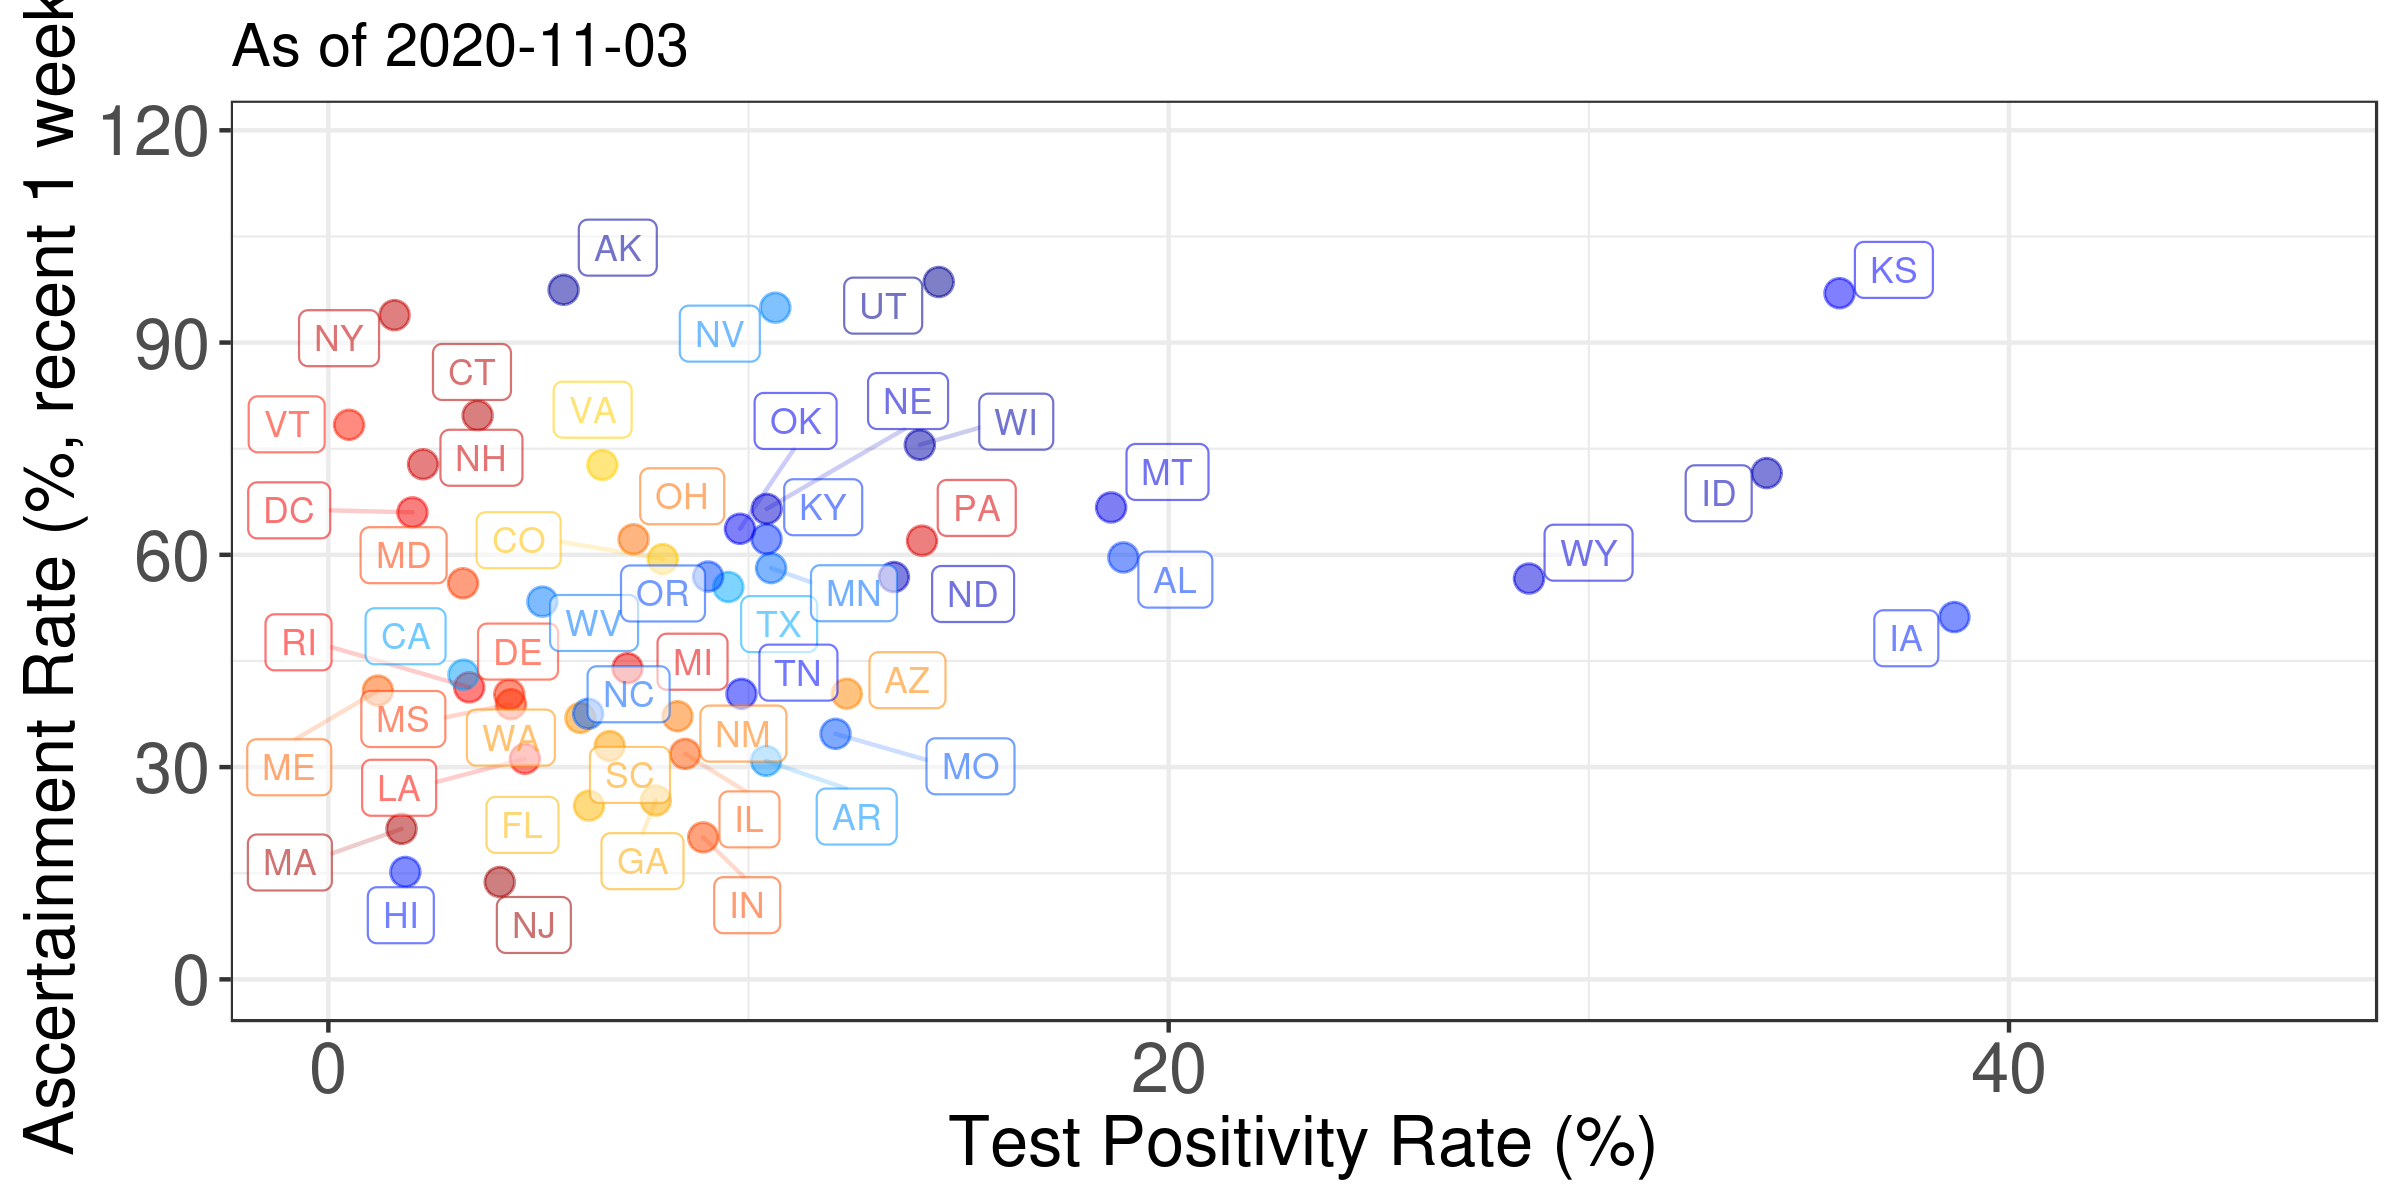 As of 2020-11-03
Ascertainment Rate (%, recent 1 week
120
90
60
30
0
AK
KS
UT
NY
NV
CT
VA
NE
OK
WI
VT
NH
MT
ID
OH
DC
KY
PA
CO
MD
WY
OR
MN
ND
AL
WV
TX
RI
CA
DE
IA
MI
TN
AZ
NC
MS
WA
NM
ME
SC
MO
LA
FL
IL
AR
MA
GA
IN
HI
NJ
0
20
40
Test Positivity Rate (%)